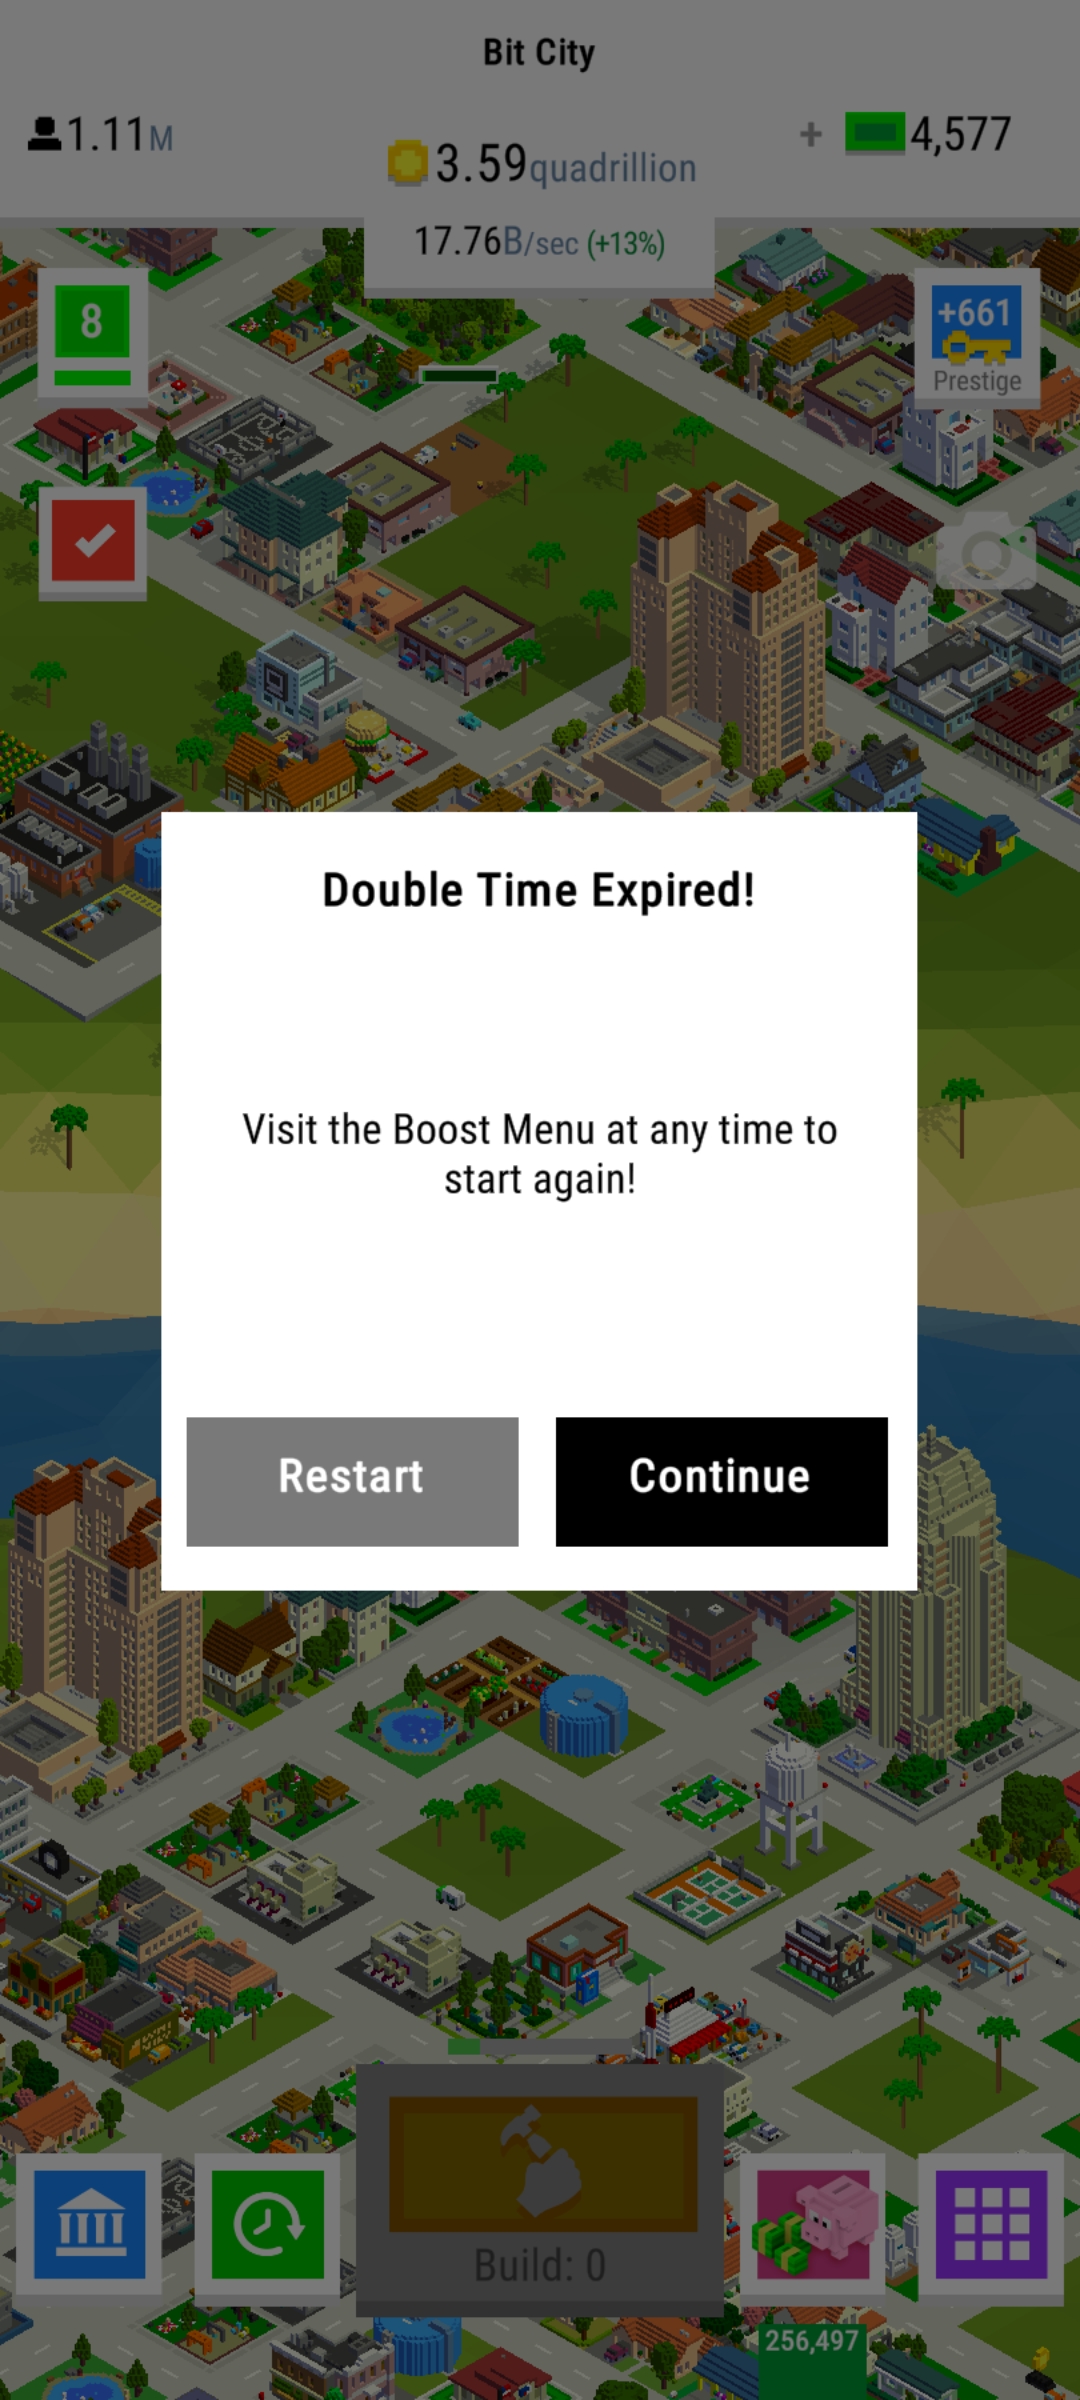 Bit City
1.11M
3.59quadrillion
+ 4,577
17.76B/sec (+13%)
8
+661
Prestige
Double Time Expired!
Visit the Boost Menu at any time to
start again!
Restart
Continue
Build: 0
256,497